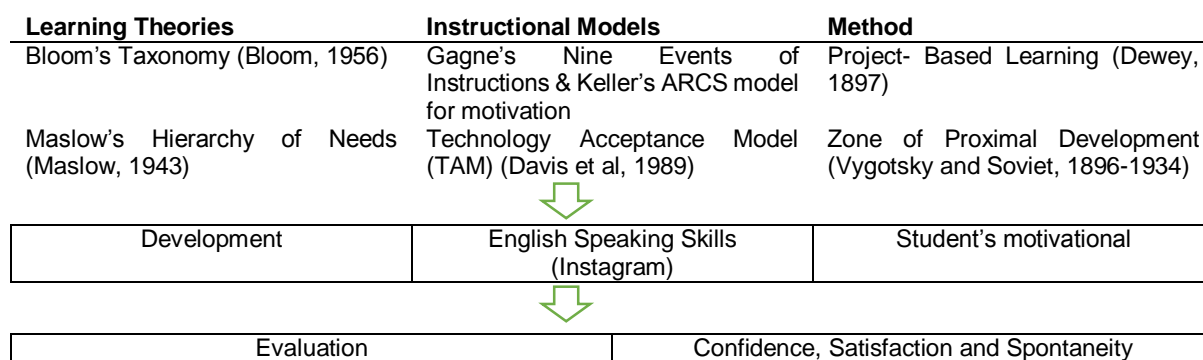 Learning Theories Instructional Models Method
Bloom's Taxonomy (Bloom, 1956) Gagne's Nine Events of Project- Based Learning (Dewey,
Instructions & Keller's ARCS model 1897)
for motivation
Maslow's Hierarchy of Needs Technology Acceptance Model Zone of Proximal Development
(Maslow, 1943) (TAM) (Davis et al, 1989) (Vygotsky and Soviet, 1896-1934)
Development English Speaking Skills Student's motivational
(Instagram)
Evaluation Confidence, Satisfaction and Spontaneity